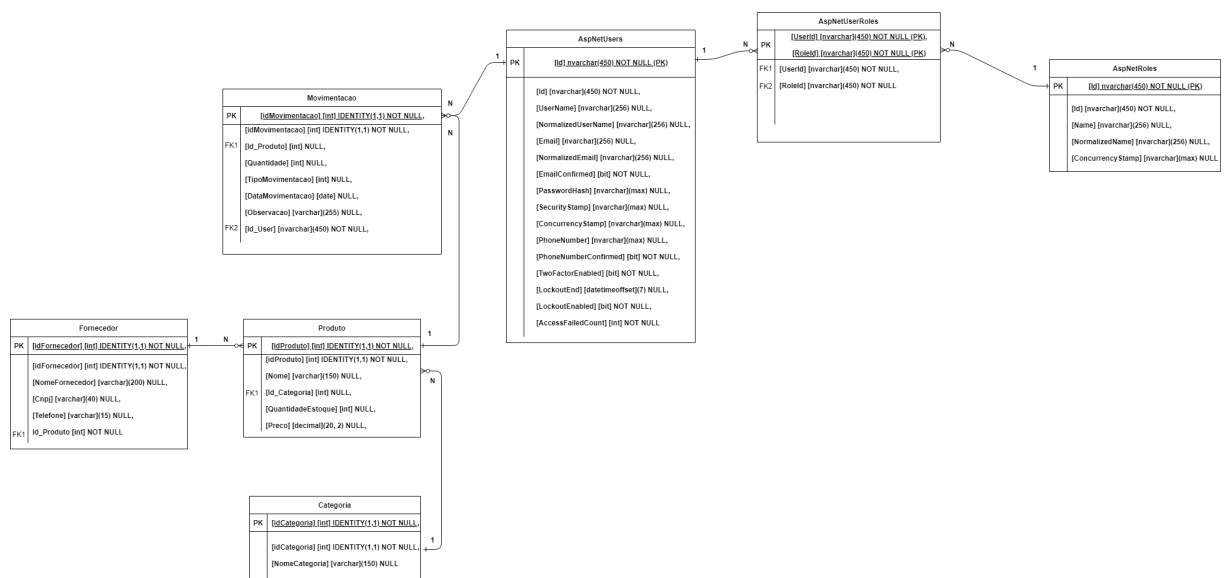 AspNetUserRoles
PK
[UserId] [nvarchar](450) NOT NULL (PK),
[RoleId] [nvarchar](450) NOT NULL (PK)
FK1 [UserId] [nvarchar](450) NOT NULL,
FK2 [RoleId] [nvarchar](450) NOT NULL
N
N
AspNetUsers
PK [Id] nvarchar(450) NOT NULL (PK)
[Id] [nvarchar](450) NOT NULL,
[UserName] [nvarchar](256) NULL,
[NormalizedUserName] [nvarchar](256) NULL,
[Email] [nvarchar](256) NULL,
[NormalizedEmail] [nvarchar](256) NULL,
[EmailConfirmed] [bit] NOT NULL,
[PasswordHash] [nvarchar](max) NULL,
[SecurityStamp] [nvarchar](max) NULL,
[ConcurrencyStamp] [nvarchar](max) NULL,
[PhoneNumber] [nvarchar](max) NULL,
[PhoneNumberConfirmed] [bit] NOT NULL,
[TwoFactorEnabled] [bit] NOT NULL,
[LockoutEnd] [datetimeoffset](7) NULL,
[LockoutEnabled] [bit] NOT NULL,
[AccessFailedCount] [int] NOT NULL
1
1
AspNetRoles
PK [Id] nvarchar(450) NOT NULL (PK)
[Id] [nvarchar](450) NOT NULL,
[Name] [nvarchar](256) NULL,
[NormalizedName] [nvarchar](256) NULL,
[ConcurrencyStamp] [nvarchar](max) NULL
1
Movimentacao
PK [idMovimentacao] [int] IDENTITY(1,1) NOT NULL,
[idMovimentacao] [int] IDENTITY(1,1) NOT NULL,
FK1 [Id_Produto] [int] NULL,
[Quantidade] [int] NULL,
[TipoMovimentacao] [int] NULL,
[DataMovimentacao] [date] NULL,
[Observacao] [varchar](255) NULL,
FK2 [Id_User] [nvarchar](450) NOT NULL,
N
N
Fornecedor
PK [idFornecedor] [int] IDENTITY(1,1) NOT NULL,
[idFornecedor] [int] IDENTITY(1,1) NOT NULL,
[NomeFornecedor] [varchar](200) NULL,
[Cnpj] [varchar](40) NULL,
[Telefone] [varchar](15) NULL,
FK1 Id_Produto [int] NOT NULL
1
N
Produto
PK [idProduto] [int] IDENTITY(1,1) NOT NULL,
[idProduto] [int] IDENTITY(1,1) NOT NULL,
[Nome] [varchar](150) NULL,
FK1 [Id_Categoria] [int] NULL,
[QuantidadeEstoque] [int] NULL,
[Preco] [decimal](20, 2) NULL,
1
N
Categoria
PK [idCategoria] [int] IDENTITY(1,1) NOT NULL,
[idCategoria] [int] IDENTITY(1,1) NOT NULL,
[NomeCategoria] [varchar](150) NULL
1